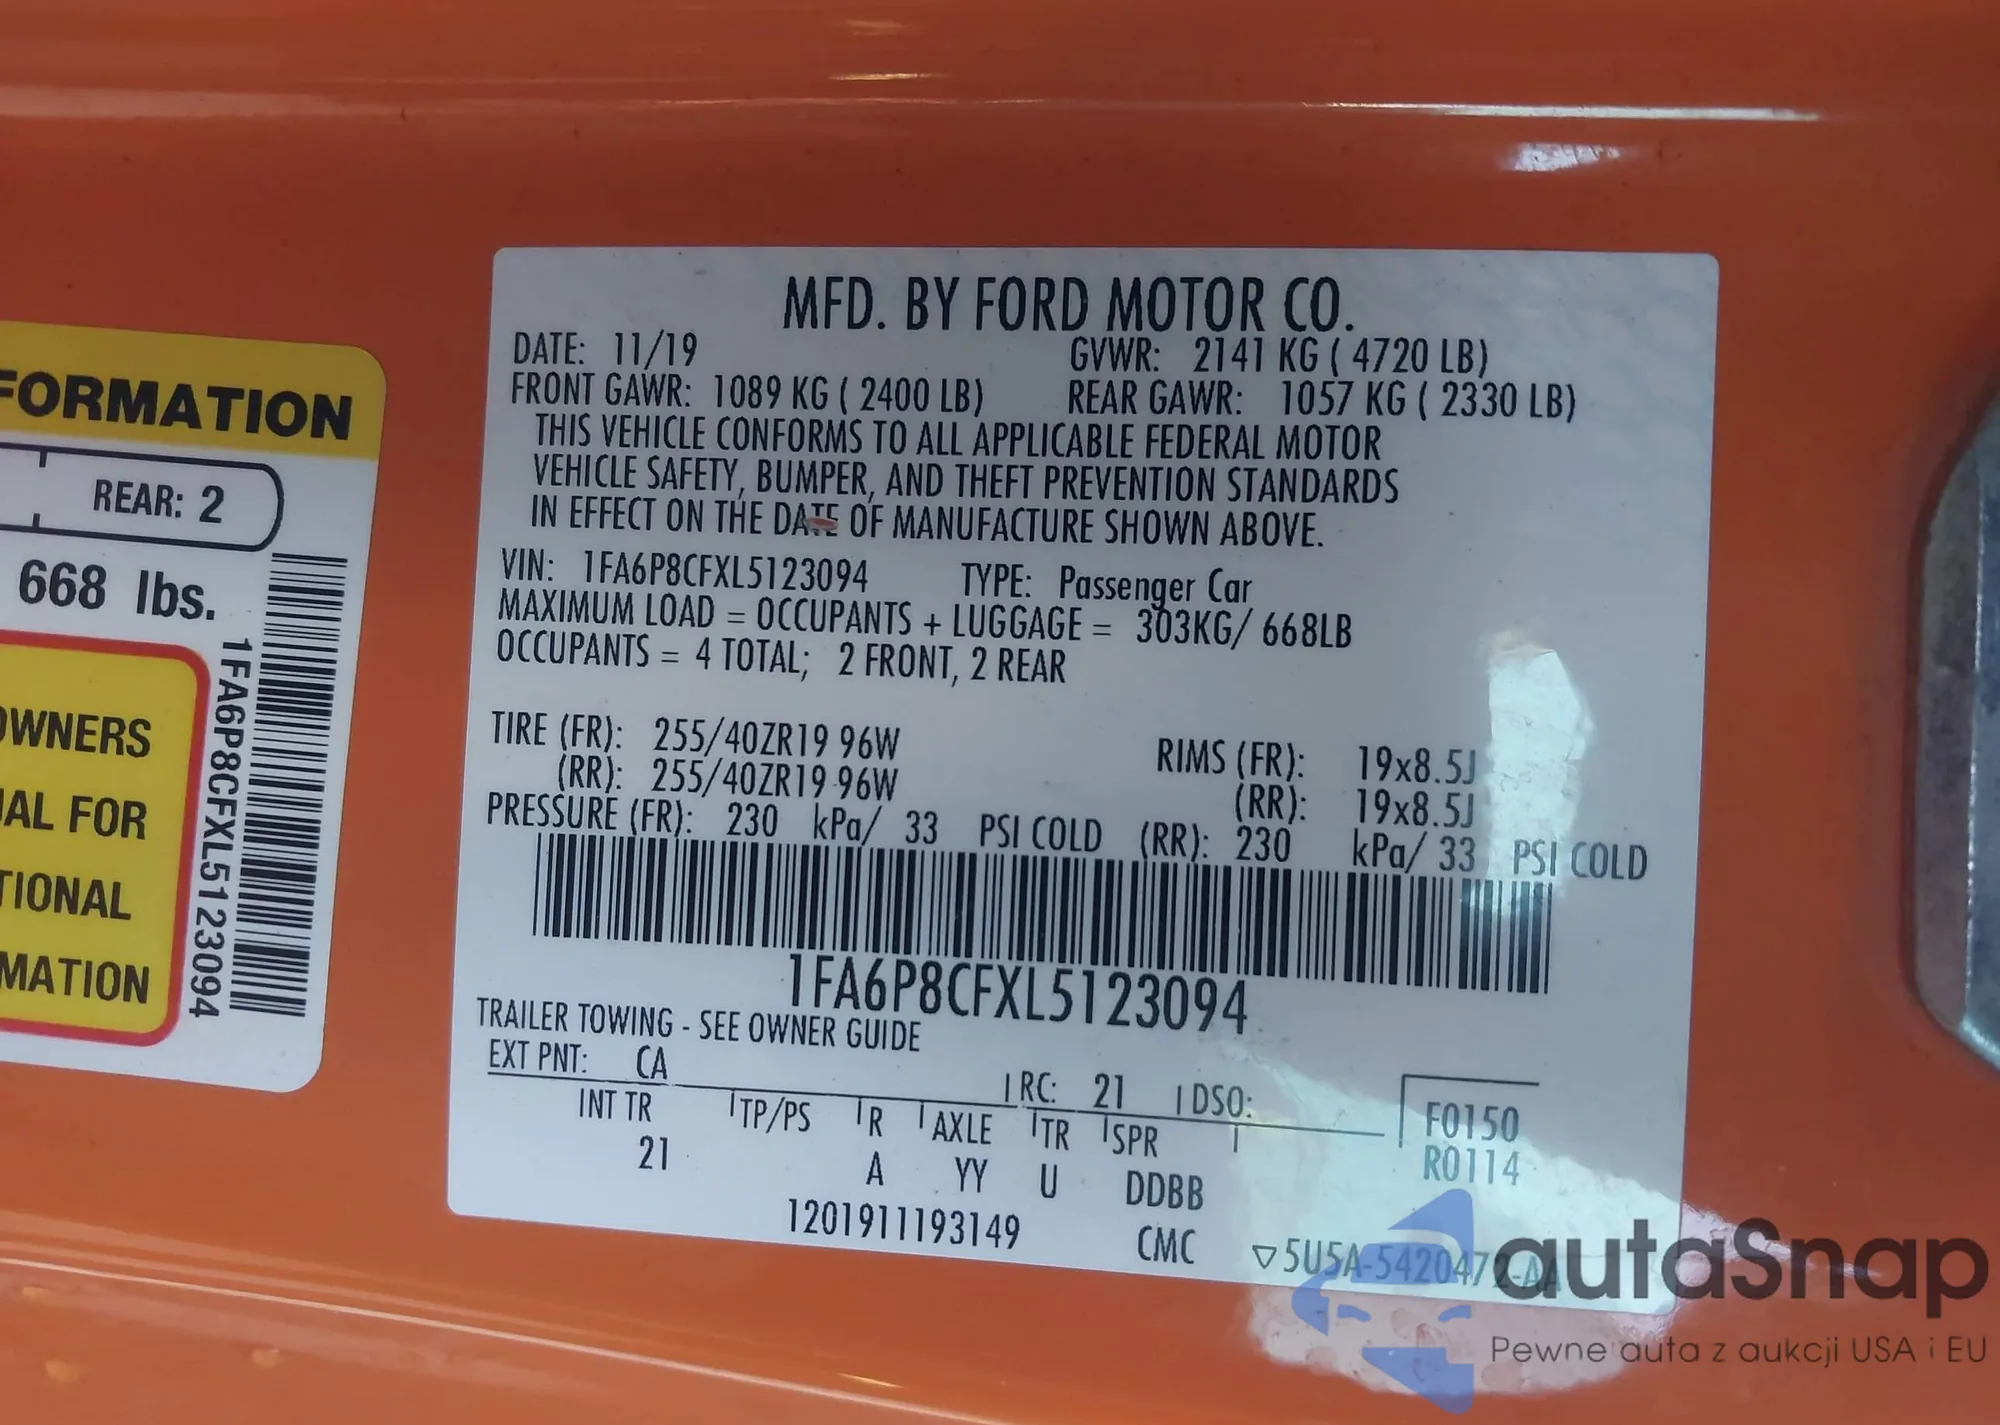 FORMATION
REAR: 2
668 lbs.
OWNERS
AL FOR
TIONAL
MATION
1FA6P8CFXL5123094
MFD. BY FORD MOTOR CO.
DATE: 11/19 GVWR: 2141 KG ( 4720 LB)
FRONT GAWR: 1089 KG ( 2400 LB) REAR GAWR: 1057 KG ( 2330 LB)
THIS VEHICLE CONFORMS TO ALL APPLICABLE FEDERAL MOTOR
VEHICLE SAFETY, BUMPER, AND THEFT PREVENTION STANDARDS
IN EFFECT ON THE DATE OF MANUFACTURE SHOWN ABOVE.
VIN: 1FA6P8CFXL5123094 TYPE: Passenger Car
MAXIMUM LOAD = OCCUPANTS + LUGGAGE = 303KG/ 668LB
OCCUPANTS = 4 TOTAL; 2 FRONT, 2 REAR
TIRE (FR): 255/40ZR19 96W RIMS (FR): 19x8.5J
(RR): 255/40ZR19 96W (RR): 19x8.5J
PRESSURE (FR): 230 kPa/ 33 PSI COLD (RR): 230 kPa/ 33 PSI COLD
1FA6P8CFXL5123094
TRAILER TOWING - SEE OWNER GUIDE
EXT PNT: CA RC: 21 DSO:
INT TR TP/PS R AXLE TR SPR F0150
21 A YY U DDBB R0114
1201911193149 CMC ▽5U5A-5420472-AA
autaSnap
Pewne auta z aukcji USA i EU